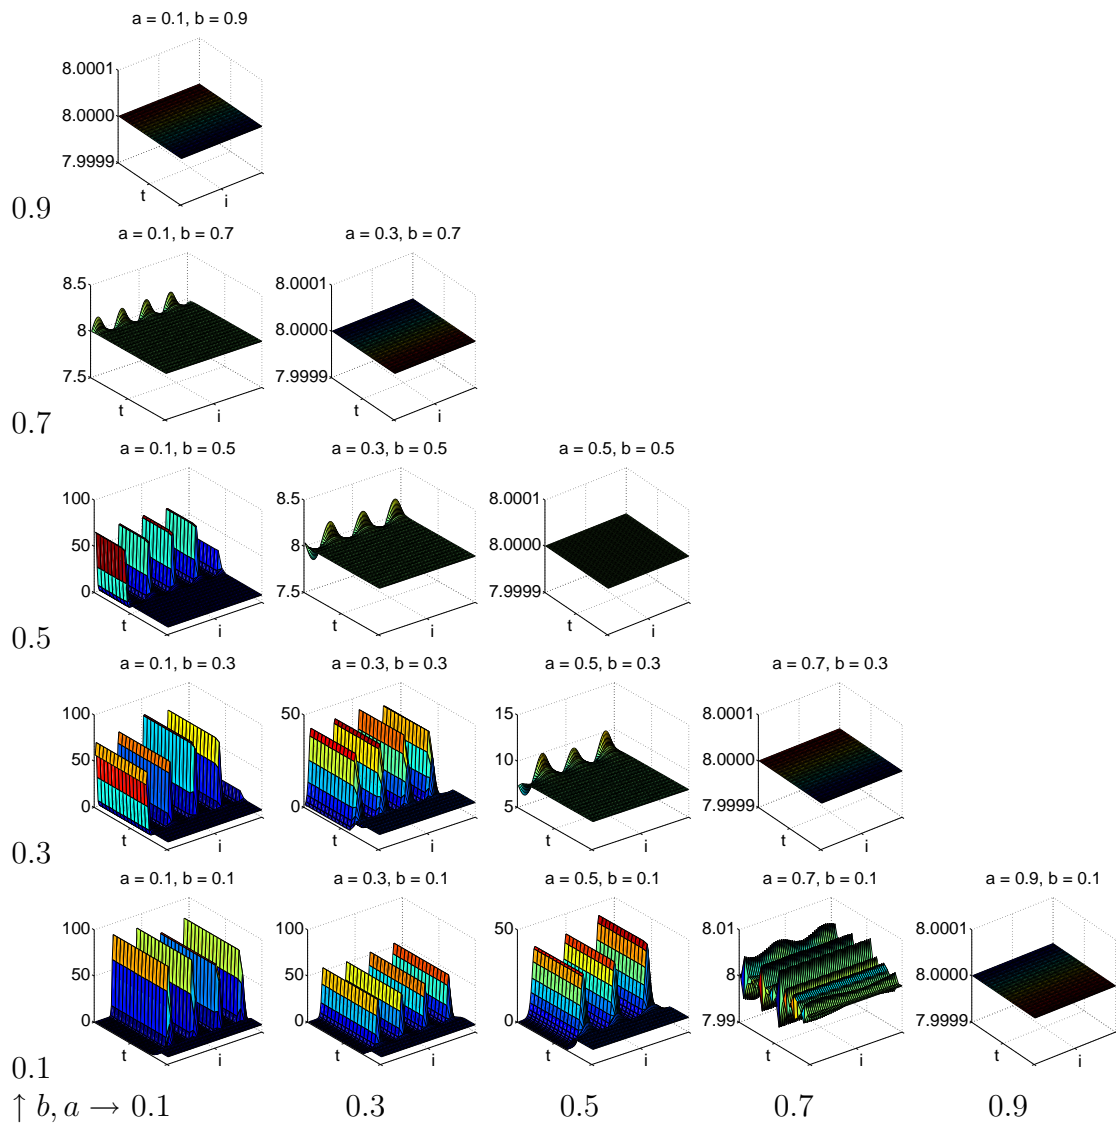 a = 0.1, b = 0.9
8.0001
8.0000
7.9999
t
i
0.9
a = 0.1, b = 0.7
8.5
8
7.5
t
i
a = 0.3, b = 0.7
8.0001
8.0000
7.9999
t
i
0.7
a = 0.1, b = 0.5
100
50
0
t
i
a = 0.3, b = 0.5
8.5
8
7.5
t
i
a = 0.5, b = 0.5
8.0001
8.0000
7.9999
t
i
0.5
a = 0.1, b = 0.3
100
50
0
t
i
a = 0.3, b = 0.3
50
0
t
i
a = 0.5, b = 0.3
15
10
5
t
i
a = 0.7, b = 0.3
8.0001
8.0000
7.9999
t
i
0.3
a = 0.1, b = 0.1
100
50
0
t
i
a = 0.3, b = 0.1
100
50
0
t
i
a = 0.5, b = 0.1
50
0
t
i
a = 0.7, b = 0.1
8.01
8
7.99
t
i
a = 0.9, b = 0.1
8.0001
8.0000
7.9999
t
i
0.1
↑ b, a → 0.1 0.3 0.5 0.7 0.9